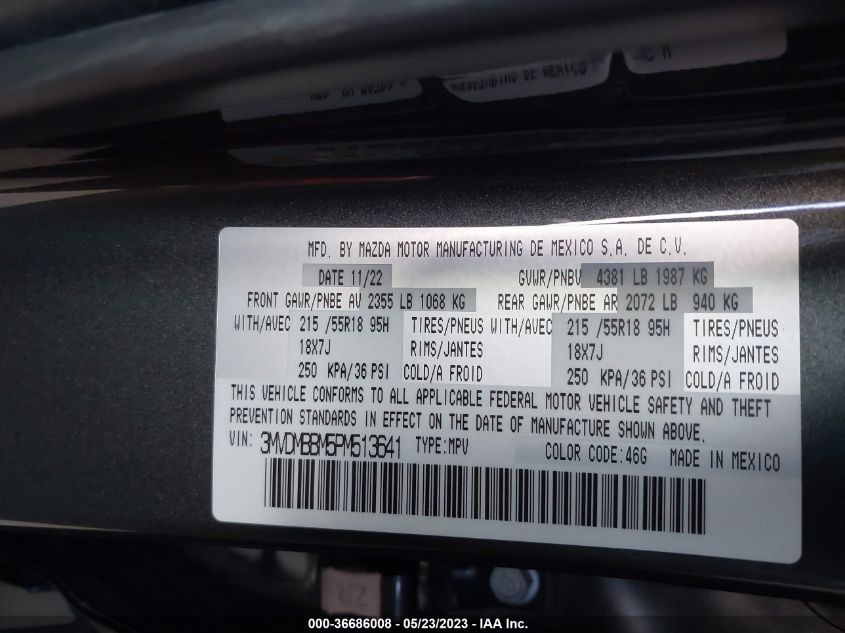 MFD. BY MAZDA MOTOR MANUFACTURING DE MEXICO S.A. DE C.V.
DATE 11/22 GVWR/PNBV 4381 LB 1987 KG
FRONT GAWR/PNBE AV 2355 LB 1068 KG REAR GAWR/PNBE AR 2072 LB 940 KG
WITH/AVEC 215 /55R18 95H TIRES/PNEUS WITH/AVEC 215 /55R18 95H TIRES/PNEUS
18X7J RIMS/JANTES 18X7J RIMS/JANTES
250 KPA/36 PSI COLD/A FROID 250 KPA/36 PSI COLD/A FROID
THIS VEHICLE CONFORMS TO ALL APPLICABLE FEDERAL MOTOR VEHICLE SAFETY AND THEFT
PREVENTION STANDARDS IN EFFECT ON THE DATE OF MANUFACTURE SHOWN ABOVE.
VIN: 3MVDMBBM5PM513641 TYPE:MPV COLOR CODE:46G MADE IN MEXICO
000-36686008 - 05/23/2023 - IAA Inc.